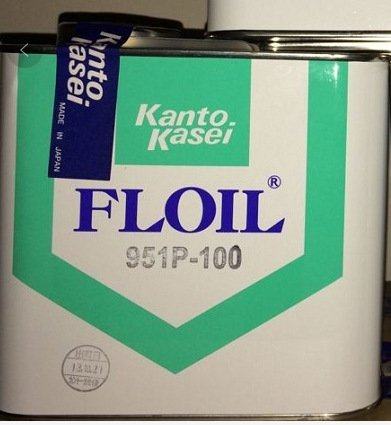 Kanto
Kasei
MADE IN JAPAN
Kanto
Kasei
FLOIL®
951P-100